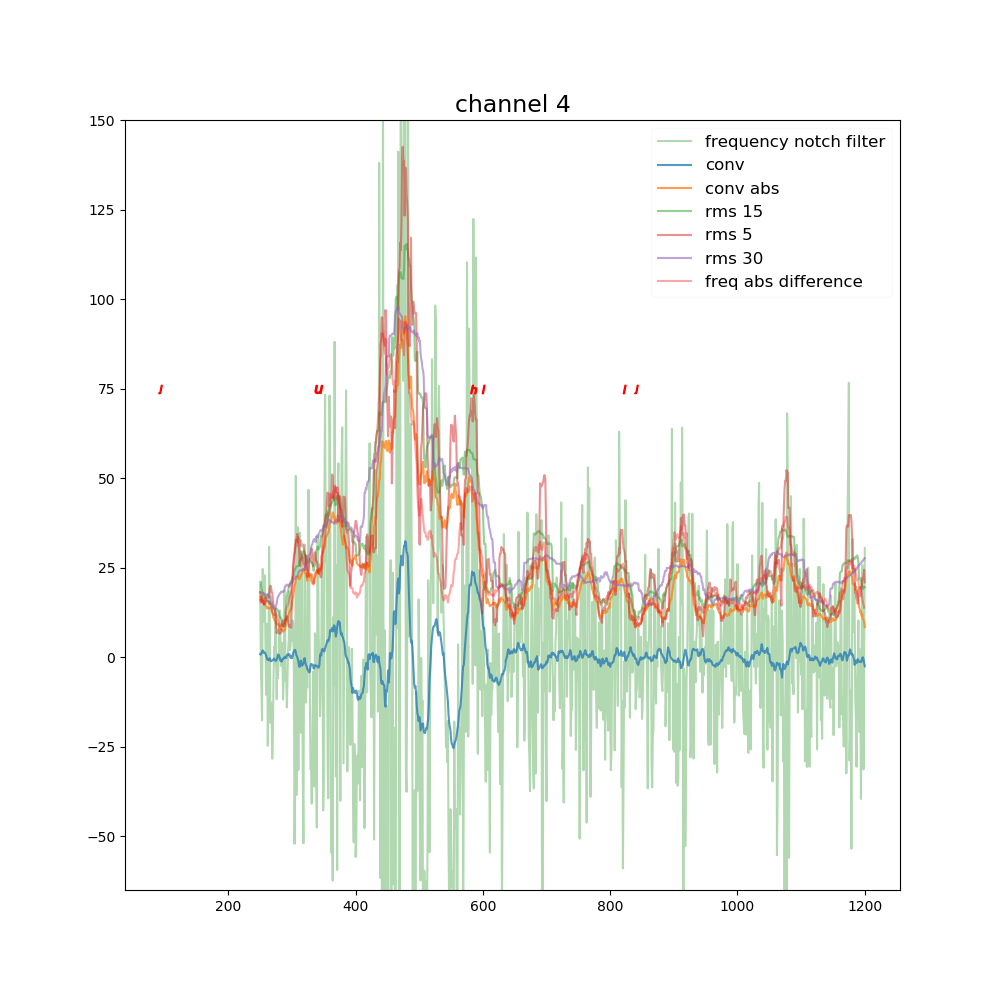 channel 4
150
125
100
75
50
25
0
−25
−50
200
400
600
800
1000
1200
frequency notch filter
conv
conv abs
rms 15
rms 5
rms 30
freq abs difference